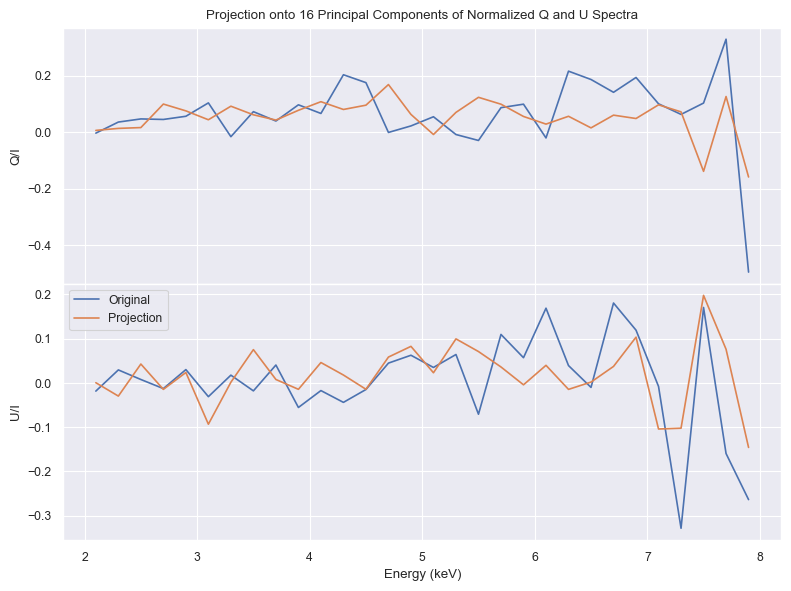 Projection onto 16 Principal Components of Normalized Q and U Spectra
0.2
0.0
−0.2
−0.4
Q/I
Original
Projection
0.2
0.1
0.0
−0.1
−0.2
−0.3
U/I
2 3 4 5 6 7 8
Energy (keV)